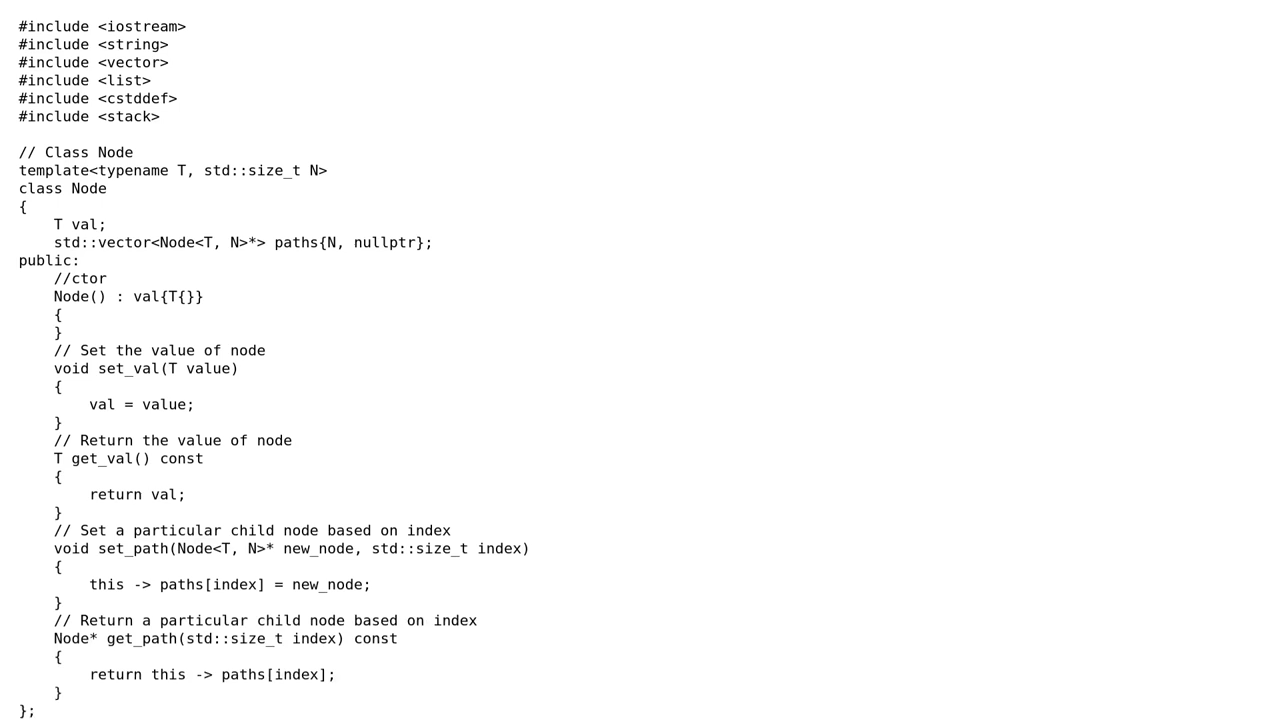 #include <iostream>
#include <string>
#include <vector>
#include <list>
#include <cstddef>
#include <stack>

// Class Node
template<typename T, std::size_t N>
class Node
{
    T val;
    std::vector<Node<T, N>*> paths{N, nullptr};
public:
    //ctor
    Node() : val{T{}}
    {
    }
    // Set the value of node
    void set_val(T value)
    {
        val = value;
    }
    // Return the value of node
    T get_val() const
    {
        return val;
    }
    // Set a particular child node based on index
    void set_path(Node<T, N>* new_node, std::size_t index)
    {
        this -> paths[index] = new_node;
    }
    // Return a particular child node based on index
    Node* get_path(std::size_t index) const
    {
        return this -> paths[index];
    }
};